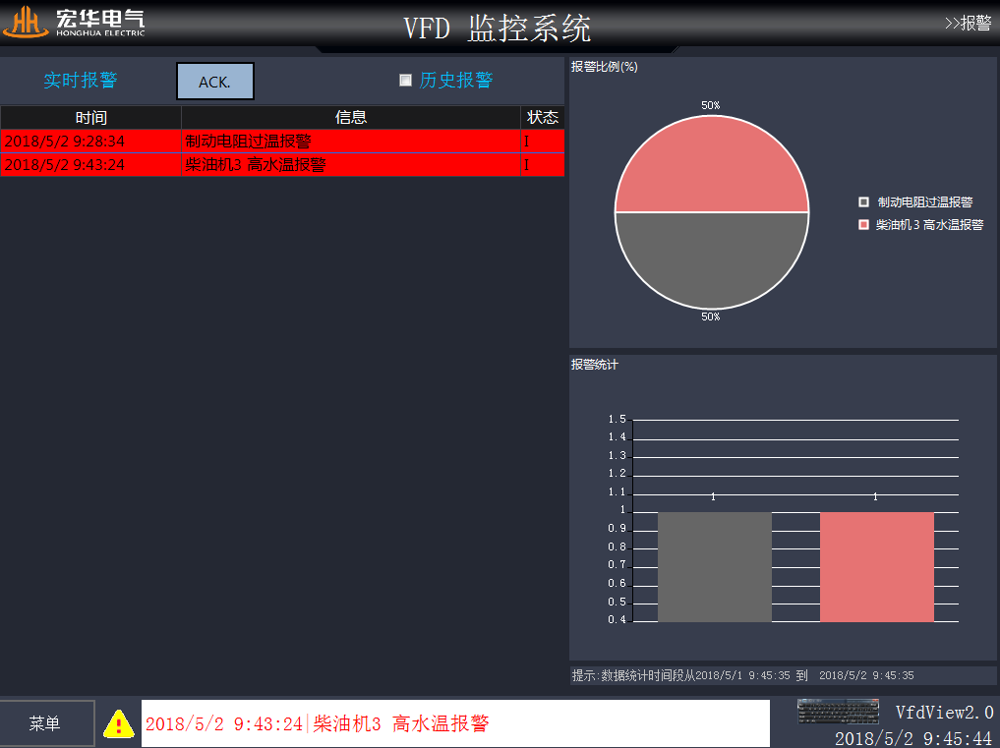 宏华电气
HONGHUA ELECTRIC
VFD 监控系统
>>报警
实时报警
ACK.
历史报警
时间 信息 状态
2018/5/2 9:28:34 制动电阻过温报警 I
2018/5/2 9:43:24 柴油机3 高水温报警 I
报警比例(%)
50%
50%
制动电阻过温报警
柴油机3 高水温报警
报警统计
1.5
1.4
1.3
1.2
1.1
1
0.9
0.8
0.7
0.6
0.5
0.4
1 1
提示:数据统计时间段从2018/5/1 9:45:35 到 2018/5/2 9:45:35
菜单
2018/5/2 9:43:24|柴油机3 高水温报警
VfdView2.0
2018/5/2 9:45:44